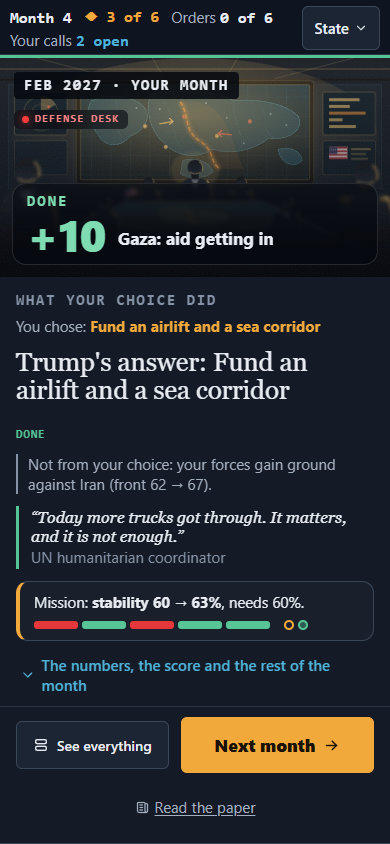 Month 4 3 of 6 Orders 0 of 6
Your calls 2 open
State
FEB 2027 · YOUR MONTH
DEFENSE DESK
DONE
+10 Gaza: aid getting in
WHAT YOUR CHOICE DID
You chose: Fund an airlift and a sea corridor
Trump's answer: Fund an
airlift and a sea corridor
DONE
Not from your choice: your forces gain ground
against Iran (front 62 → 67).
“Today more trucks got through. It matters,
and it is not enough.”
UN humanitarian coordinator
Mission: stability 60 → 63%, needs 60%.
The numbers, the score and the rest of the
month
See everything
Next month →
Read the paper